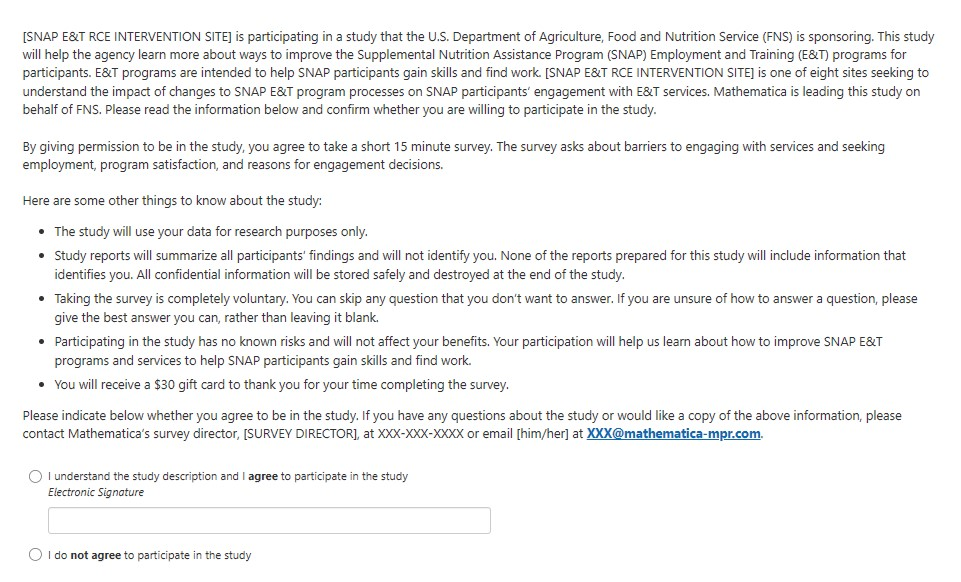 [SNAP E&T RCE INTERVENTION SITE] is participating in a study that the U.S. Department of Agriculture, Food and Nutrition Service (FNS) is sponsoring. This study
will help the agency learn more about ways to improve the Supplemental Nutrition Assistance Program (SNAP) Employment and Training (E&T) programs for
participants. E&T programs are intended to help SNAP participants gain skills and find work. [SNAP E&T RCE INTERVENTION SITE] is one of eight sites seeking to
understand the impact of changes to SNAP E&T program processes on SNAP participants' engagement with E&T services. Mathematica is leading this study on
behalf of FNS. Please read the information below and confirm whether you are willing to participate in the study.
By giving permission to be in the study, you agree to take a short 15 minute survey. The survey asks about barriers to engaging with services and seeking
employment, program satisfaction, and reasons for engagement decisions.
Here are some other things to know about the study:
• The study will use your data for research purposes only.
• Study reports will summarize all participants' findings and will not identify you. None of the reports prepared for this study will include information that
identifies you. All confidential information will be stored safely and destroyed at the end of the study.
• Taking the survey is completely voluntary. You can skip any question that you don't want to answer. If you are unsure of how to answer a question, please
give the best answer you can, rather than leaving it blank.
• Participating in the study has no known risks and will not affect your benefits. Your participation will help us learn about how to improve SNAP E&T
programs and services to help SNAP participants gain skills and find work.
• You will receive a $30 gift card to thank you for your time completing the survey.
Please indicate below whether you agree to be in the study. If you have any questions about the study or would like a copy of the above information, please
contact Mathematica's survey director, [SURVEY DIRECTOR], at XXX-XXX-XXXX or email [him/her] at XXX@mathematica-mpr.com.
I understand the study description and I agree to participate in the study
Electronic Signature
I do not agree to participate in the study